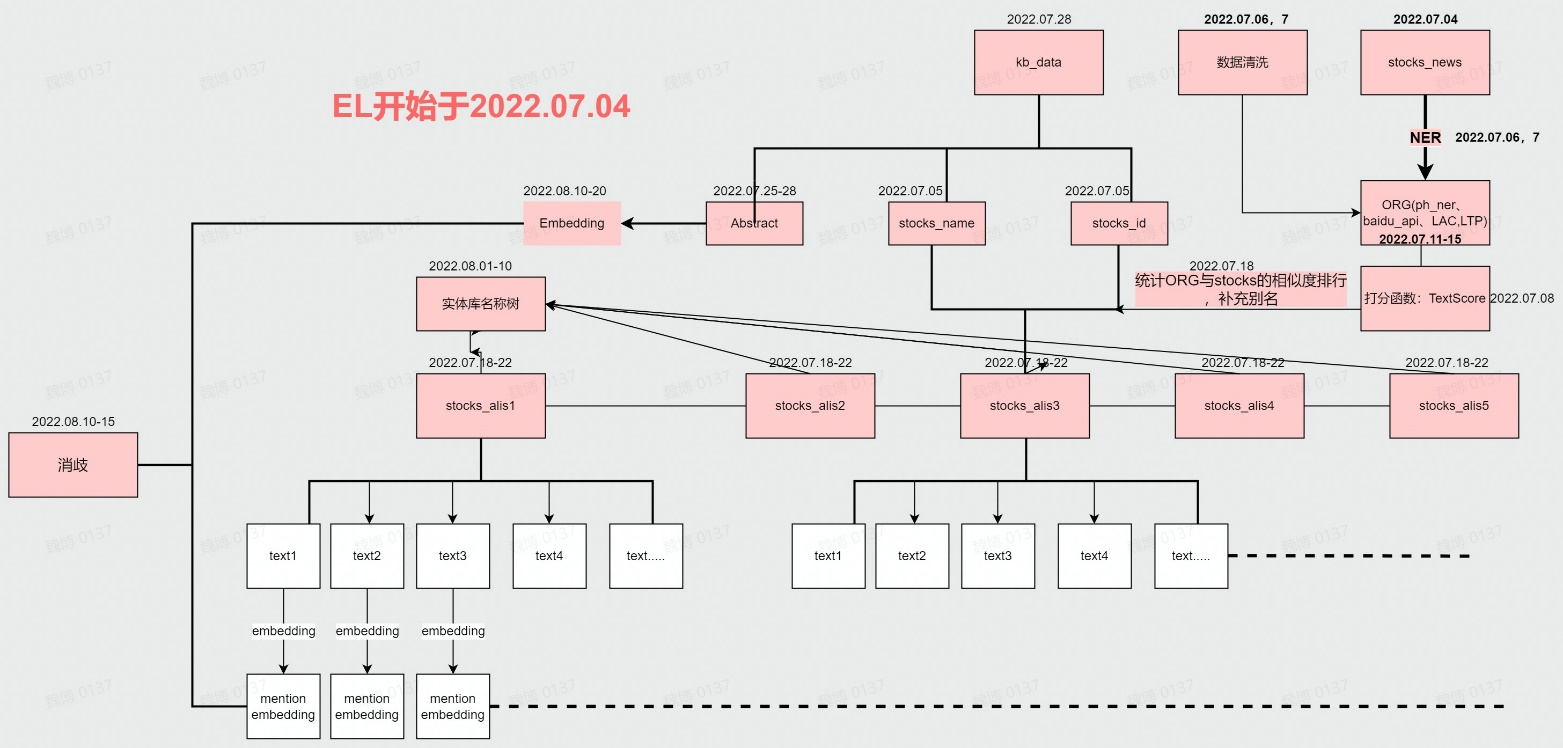 2022.07.28
2022.07.06，7
2022.07.04
kb_data
数据清洗
stocks_news
EL开始于2022.07.04
NER
2022.07.06，7
2022.08.10-20
2022.07.25-28
2022.07.05
2022.07.05
Embedding
Abstract
stocks_name
stocks_id
ORG(ph_ner、
baidu_api、LAC,LTP)
2022.07.11-15
2022.08.01-10
2022.07.18
统计ORG与stocks的相似度排行
，补充别名
实体库名称树
打分函数：TextScore
2022.07.08
2022.07.18-22
2022.07.18-22
2022.07.18-22
2022.07.18-22
2022.07.18-22
stocks_alis1
stocks_alis2
stocks_alis3
stocks_alis4
stocks_alis5
2022.08.10-15
消歧
text1
text2
text3
text4
text.....
text1
text2
text3
text4
text.....
embedding
embedding
embedding
mention
embedding
mention
embedding
mention
embedding
魏博 0137